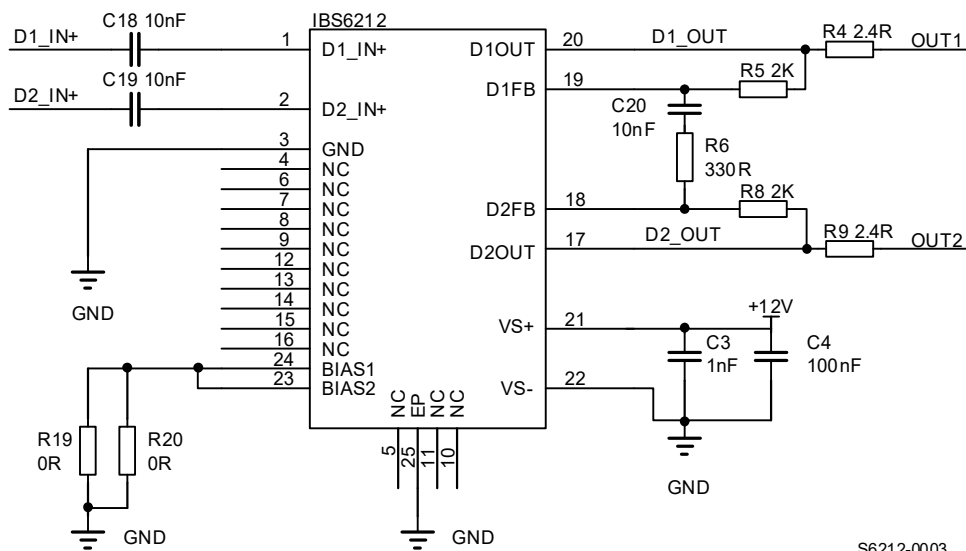 IBS6212
C18 10nF
D1_IN+
1
D1_IN+
C19 10nF
D2_IN+
2
D2_IN+
3
GND
4
NC
6
NC
7
NC
8
NC
9
NC
12
NC
13
NC
14
NC
15
NC
16
NC
24
BIAS1
23
BIAS2
GND
R19
0R
R20
0R
GND
NC
EP
NC
NC
5
25
11
10
GND
D1OUT
20
D1_OUT
R4 2.4R
OUT1
D1FB
19
R5 2K
C20
10nF
R6
330R
D2FB
18
R8 2K
D2OUT
17
D2_OUT
R9 2.4R
OUT2
VS+
21
+12V
C3
1nF
C4
100nF
VS-
22
GND
S6212-0003